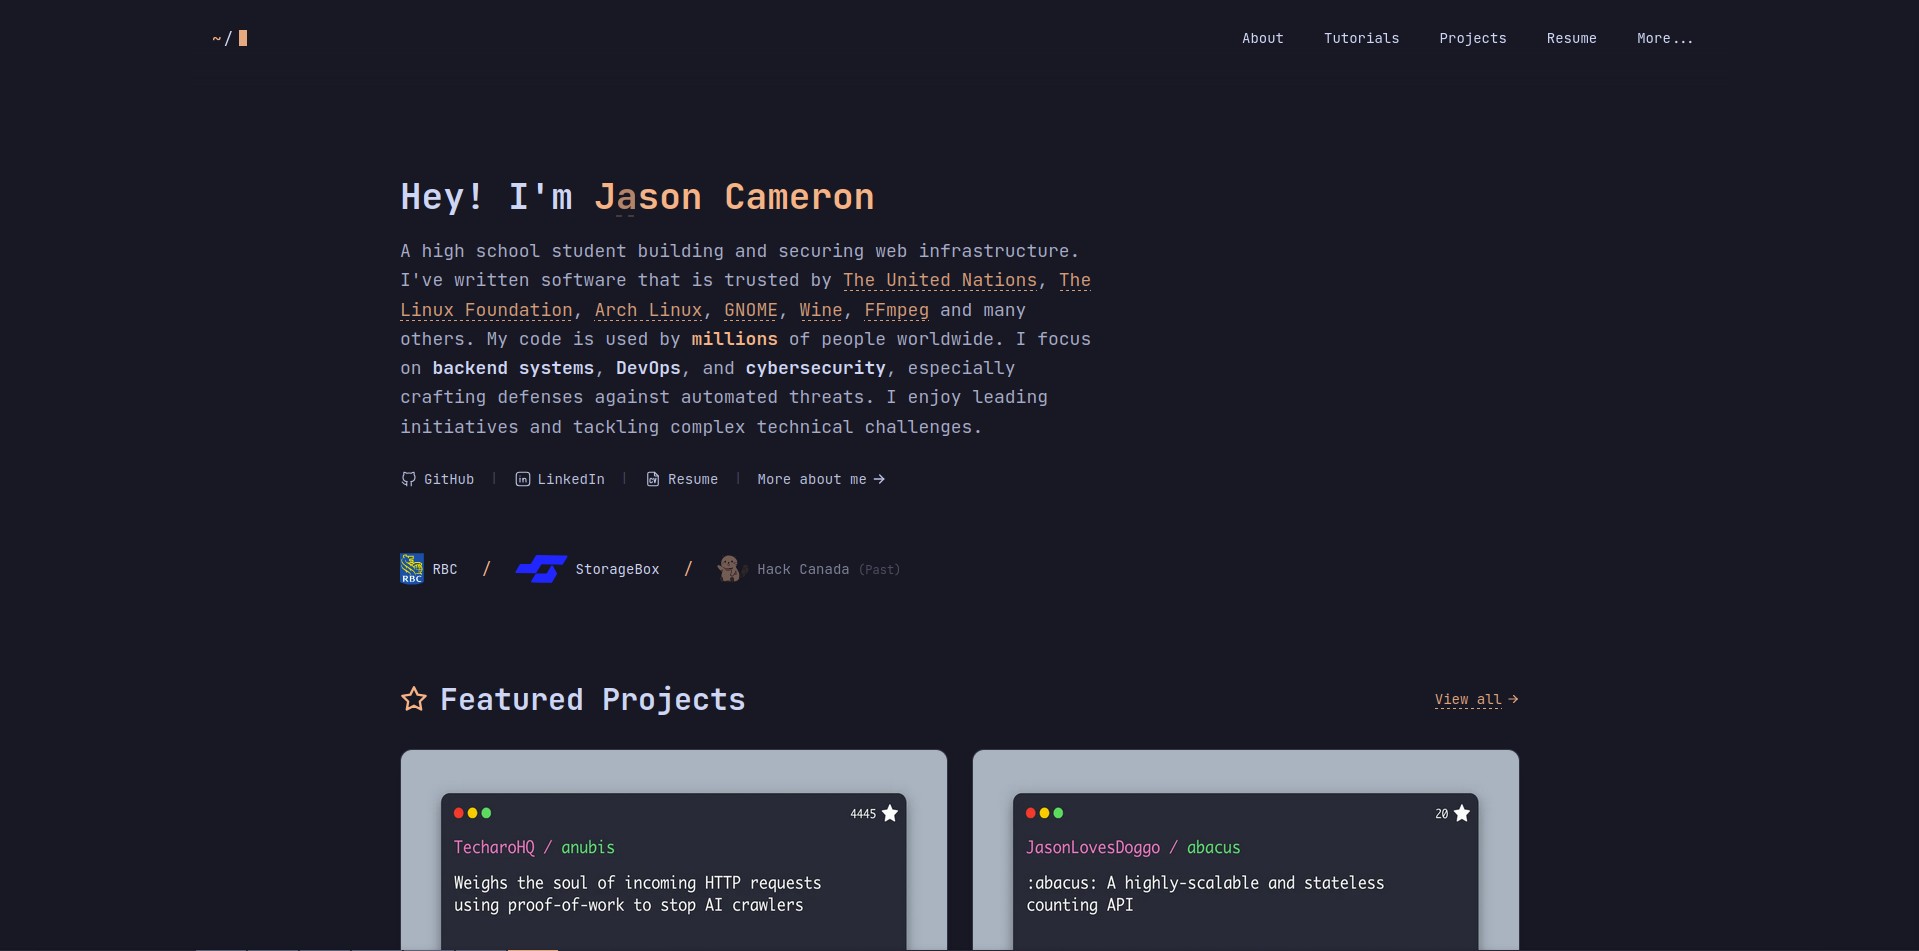 ~/
About Tutorials Projects Resume More...
Hey! I'm Jason Cameron
A high school student building and securing web infrastructure.
I've written software that is trusted by The United Nations, The
Linux Foundation, Arch Linux, GNOME, Wine, FFmpeg and many
others. My code is used by millions of people worldwide. I focus
on backend systems, DevOps, and cybersecurity, especially
crafting defenses against automated threats. I enjoy leading
initiatives and tackling complex technical challenges.
GitHub | LinkedIn | Resume | More about me →
RBC RBC / StorageBox / Hack Canada (Past)
Featured Projects
View all →
4445
TecharoHQ / anubis
Weighs the soul of incoming HTTP requests
using proof-of-work to stop AI crawlers
20
JasonLovesDoggo / abacus
:abacus: A highly-scalable and stateless
counting API